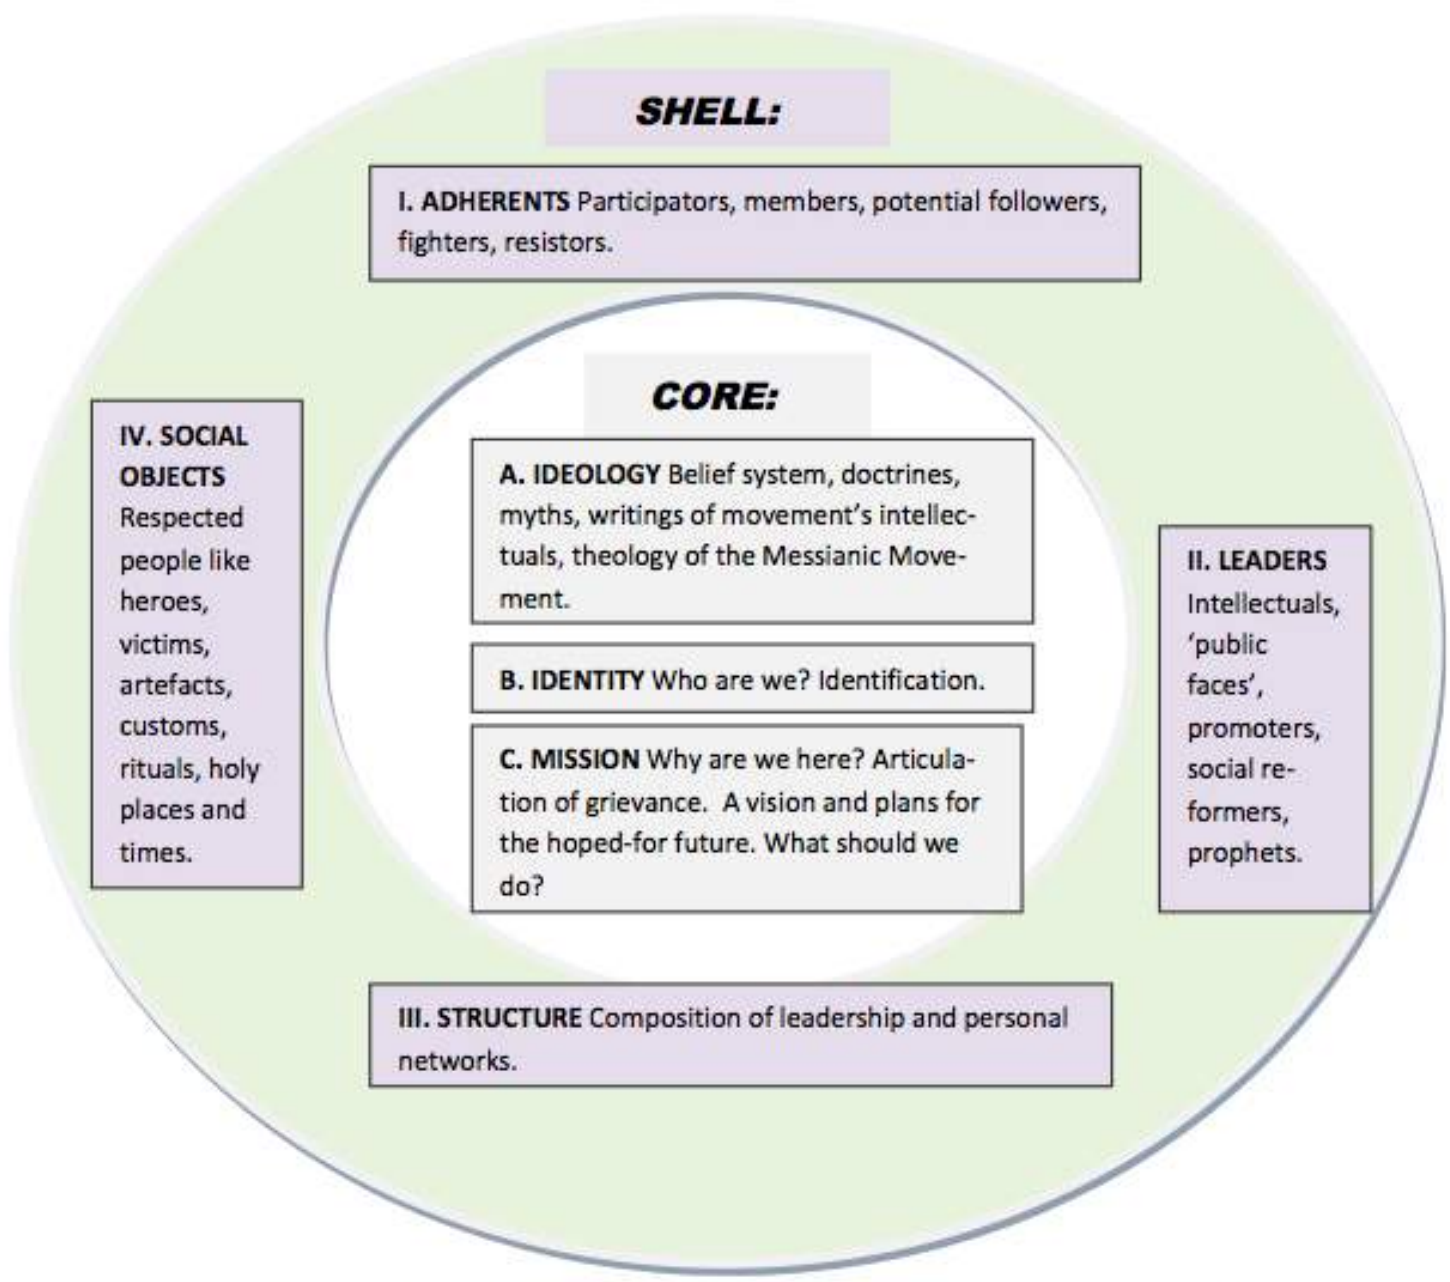 SHELL:
I. ADHERENTS Participators, members, potential followers,
fighters, resistors.
CORE:
A. IDEOLOGY Belief system, doctrines,
myths, writings of movement’s intellec-
tuals, theology of the Messianic Move-
ment.
B. IDENTITY Who are we? Identification.
C. MISSION Why are we here? Articula-
tion of grievance.  A vision and plans for
the hoped-for future. What should we
do?
II. LEADERS
Intellectuals,
‘public
faces’,
promoters,
social re-
formers,
prophets.
III. STRUCTURE Composition of leadership and personal
networks.
IV. SOCIAL
OBJECTS
Respected
people like
heroes,
victims,
artefacts,
customs,
rituals, holy
places and
times.